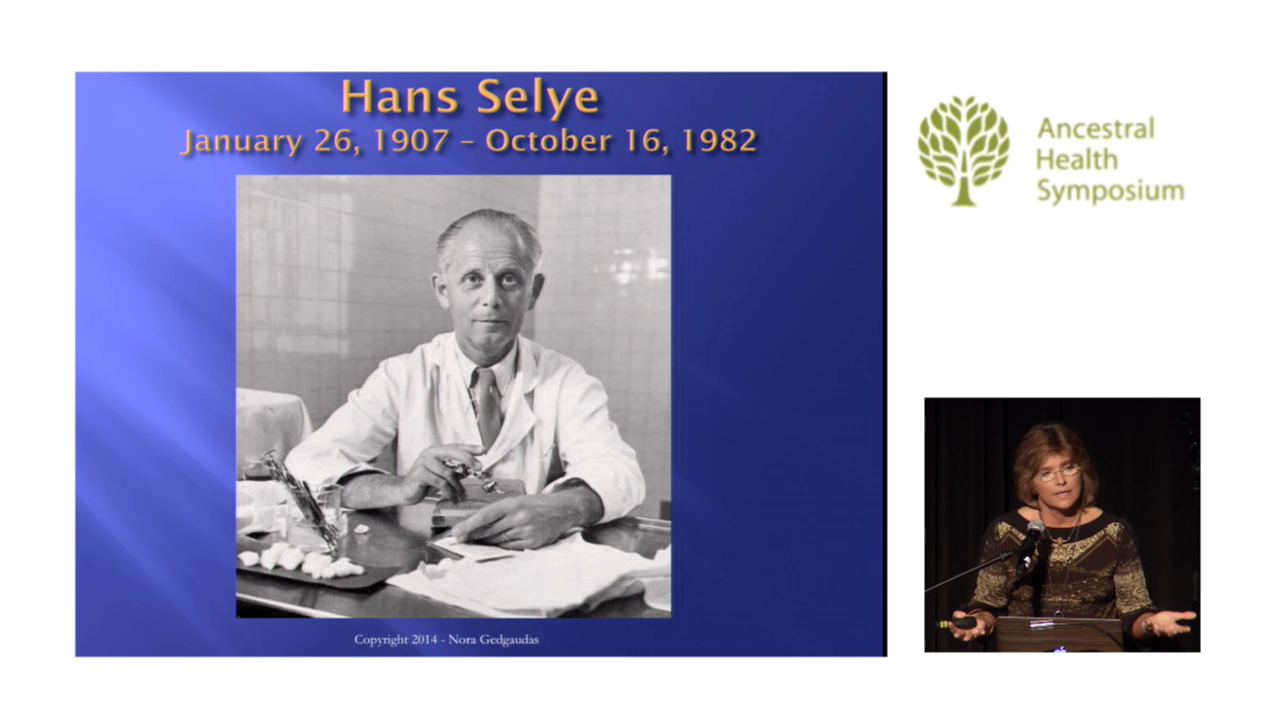 Hans Selye
January 26, 1907 – October 16, 1982
Copyright 2014 - Nora Gedgaudas
Ancestral
Health
Symposium